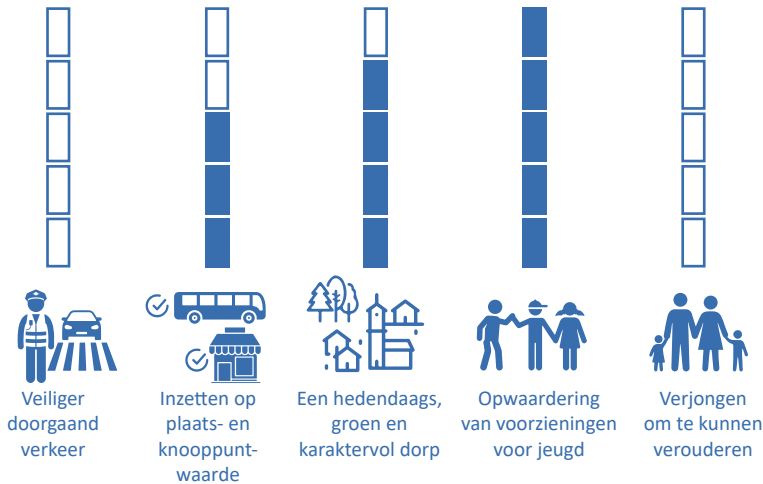 Veiliger
doorgaand
verkeer
Inzetten op
plaats- en
knooppunt-
waarde
Een hedendaags,
groen en
karaktervol dorp
Opwaardering
van voorzieningen
voor jeugd
Verjongen
om te kunnen
verouderen